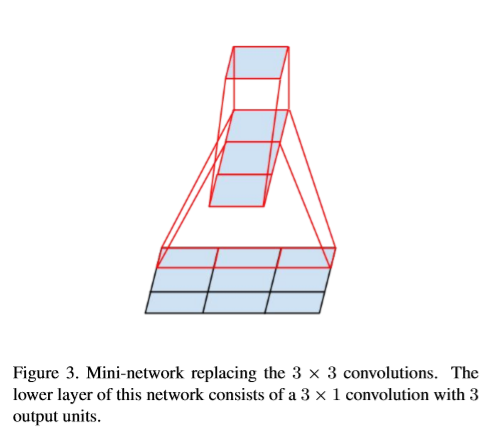 Figure 3. Mini-network replacing the 3 × 3 convolutions. The
lower layer of this network consists of a 3 × 1 convolution with 3
output units.